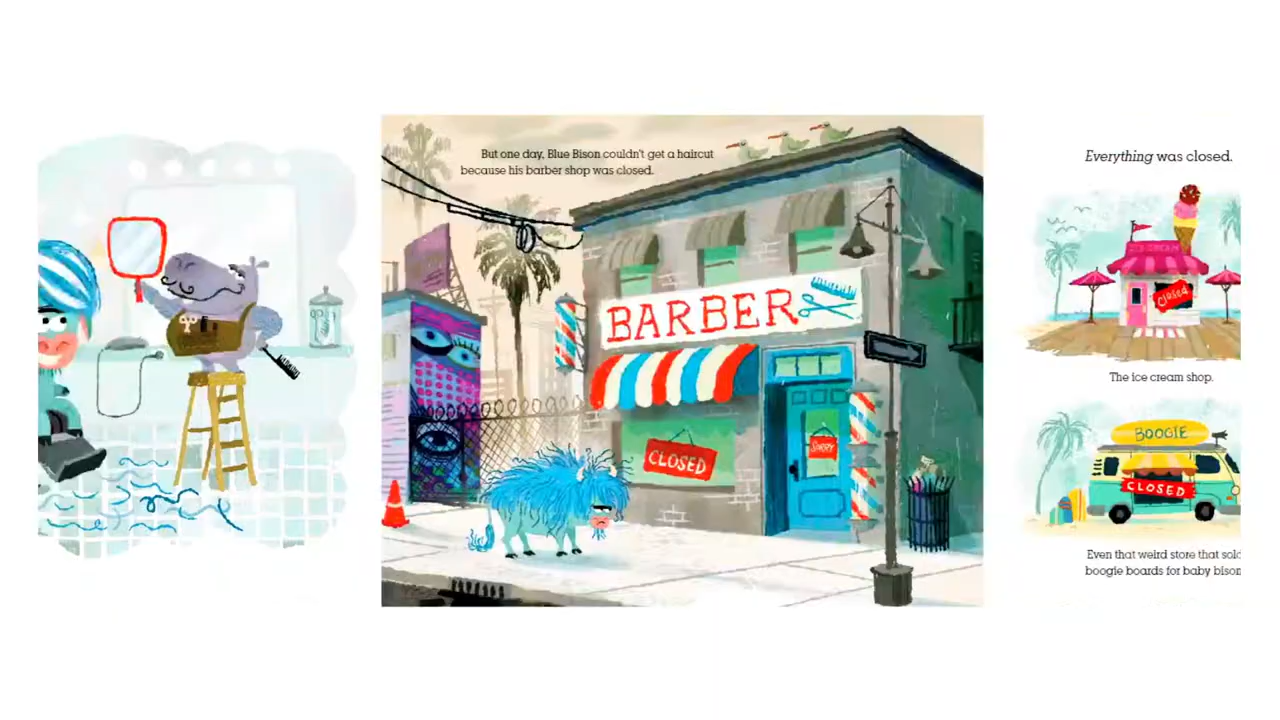 But one day, Blue Bison couldn't get a haircut
because his barber shop was closed.
BARBER
CLOSED
SORRY
Everything was closed.
ICE CREAM
CLOSED
The ice cream shop.
BOOGIE
CLOSED
Even that weird store that sold
boogie boards for baby bison